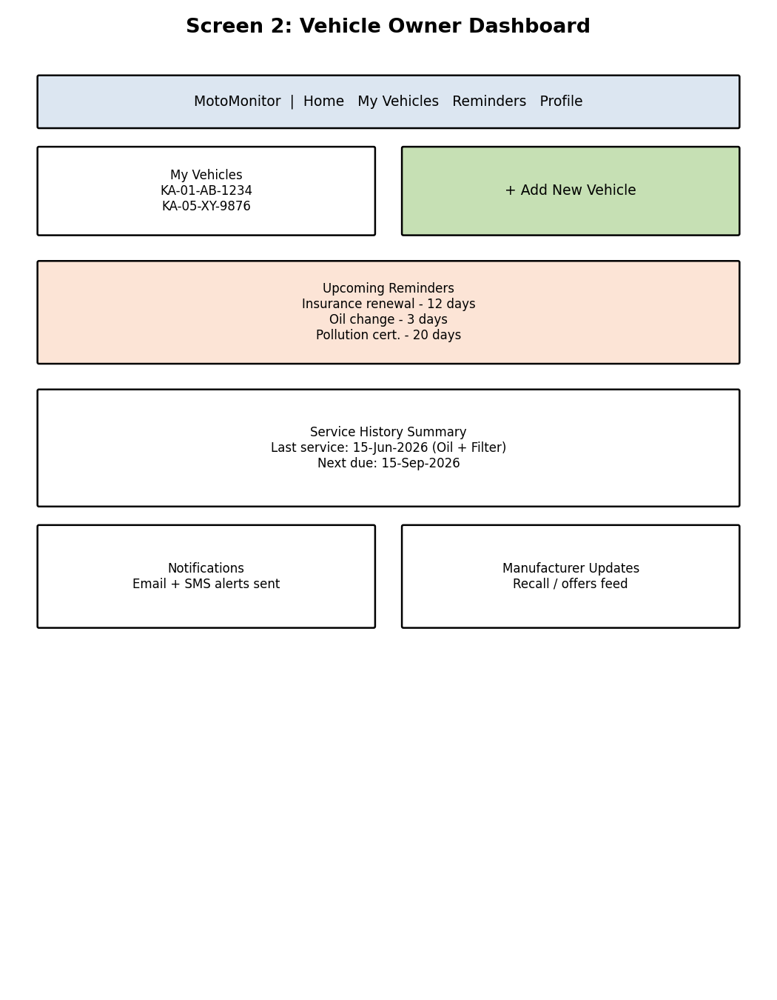 Screen 2: Vehicle Owner Dashboard
MotoMonitor | Home My Vehicles Reminders Profile
My Vehicles
KA-01-AB-1234
KA-05-XY-9876
+ Add New Vehicle
Upcoming Reminders
Insurance renewal - 12 days
Oil change - 3 days
Pollution cert. - 20 days
Service History Summary
Last service: 15-Jun-2026 (Oil + Filter)
Next due: 15-Sep-2026
Notifications
Email + SMS alerts sent
Manufacturer Updates
Recall / offers feed